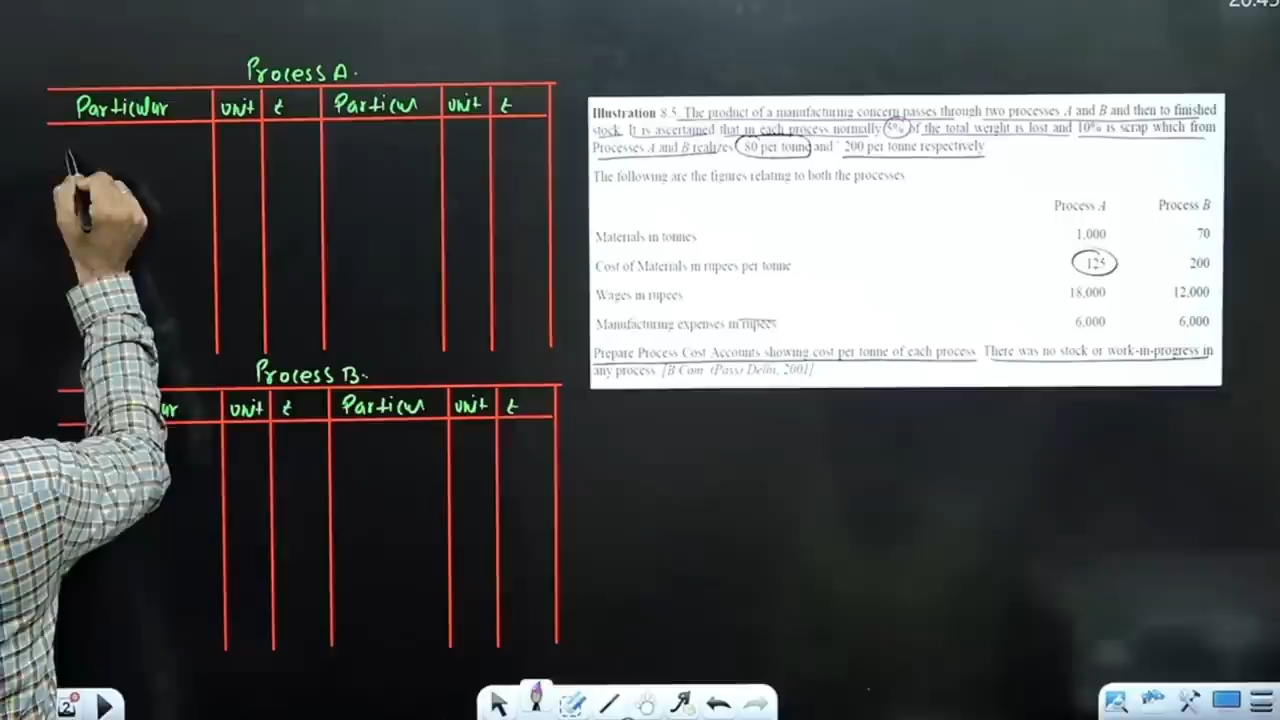 20:45
Process A.
Particular unit ₹ Particul unit ₹
Process B.
ur unit ₹ Particul unit ₹
Illustration 8.5. The product of a manufacturing concern passes through two processes A and B and then to finished
stock. It is ascertained that in each process normally 5% of the total weight is lost and 10% is scrap which from
Processes A and B realizes 80 per tonne and ` 200 per tonne respectively
The following are the figures relating to both the processes
Process A Process B
Materials in tonnes 1,000 70
Cost of Materials in rupees per tonne 125 200
Wages in rupees 18,000 12,000
Manufacturing expenses in rupees 6,000 6,000
Prepare Process Cost Accounts showing cost per tonne of each process. There was no stock or work-in-progress in
any process. [B.Com. (Pass) Delhi, 2001]
2